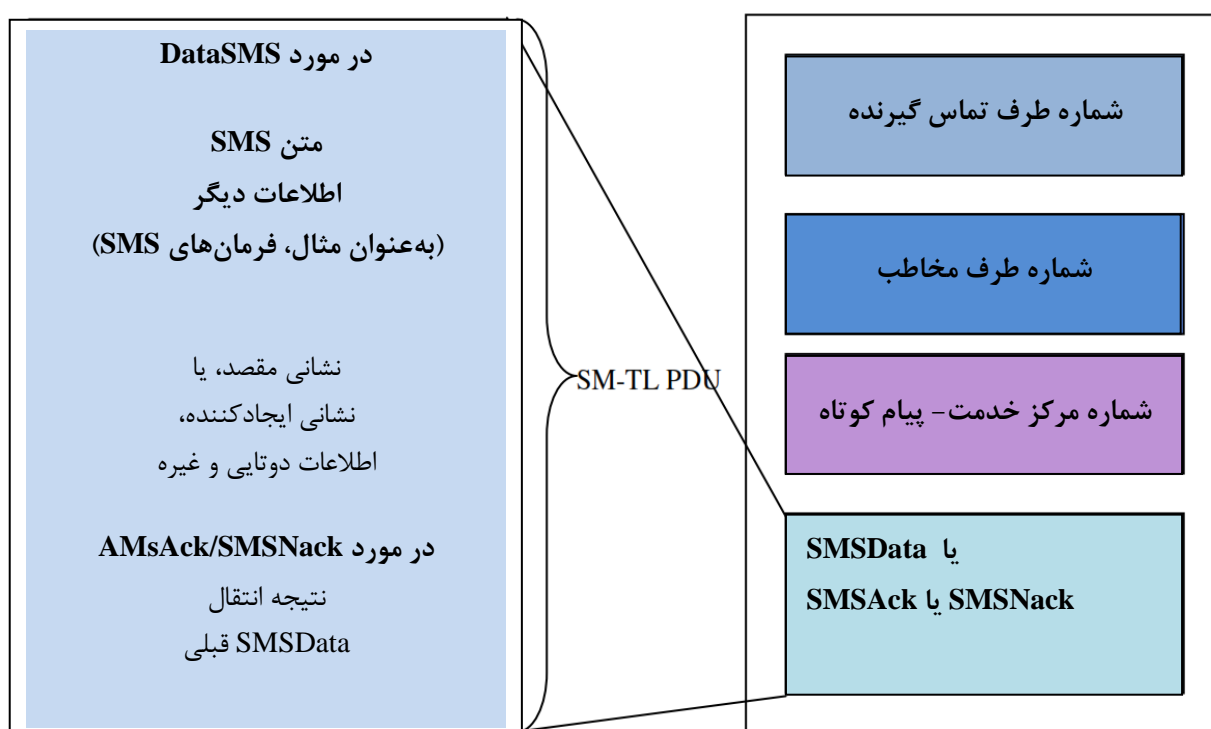 در مورد DataSMS
متن SMS
اطلاعات دیگر
(به‌عنوان مثال، فرمان‌های SMS)
نشانی مقصد، یا
نشانی ایجادکننده،
اطلاعات دوتایی و غیره
در مورد AMsAck/SMSNack
نتیجه انتقال
SMSData قبلی
SM-TL PDU
شماره طرف تماس گیرنده
شماره طرف مخاطب
شماره مرکز خدمت- پیام کوتاه
SMSData یا
SMSAck یا SMSNack